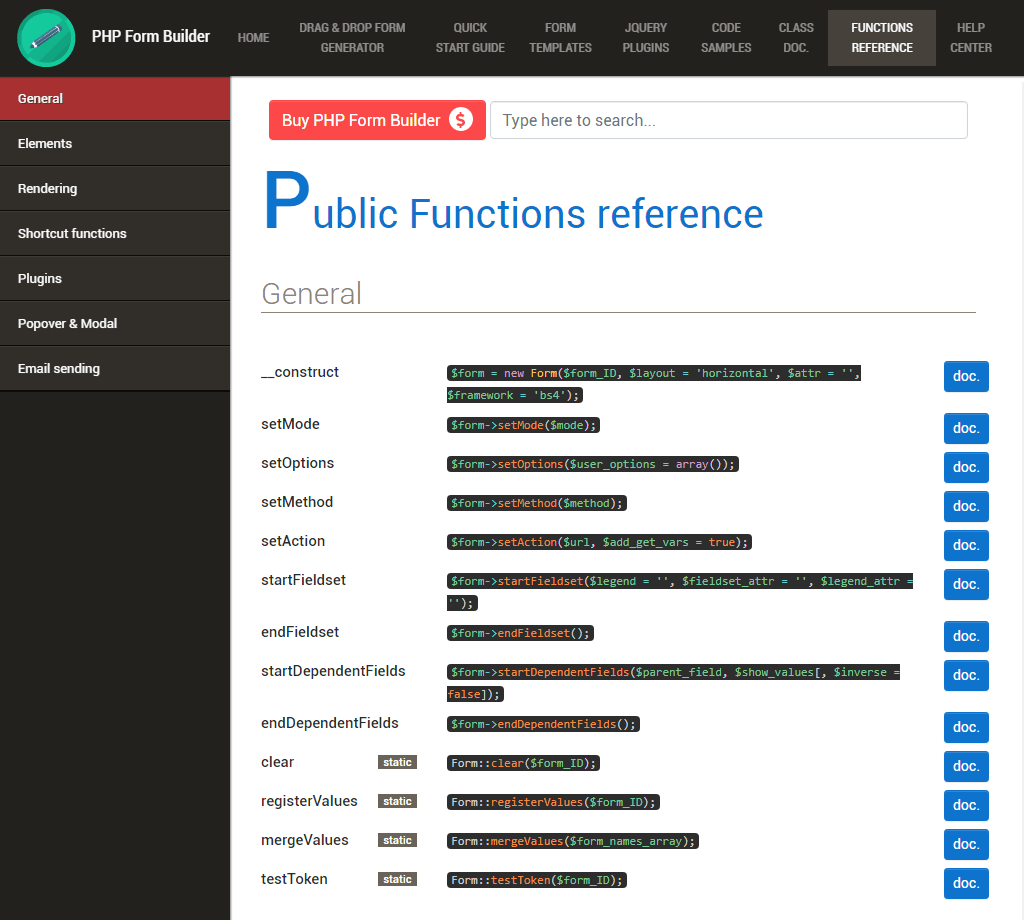 PHP Form Builder
HOME
DRAG & DROP FORM
GENERATOR
QUICK
START GUIDE
FORM
TEMPLATES
JQUERY
PLUGINS
CODE
SAMPLES
CLASS
DOC.
FUNCTIONS
REFERENCE
HELP
CENTER
General
Elements
Rendering
Shortcut functions
Plugins
Popover & Modal
Email sending
Buy PHP Form Builder $
Type here to search...
Public Functions reference
General
__construct $form = new Form($form_ID, $layout = 'horizontal', $attr = '', doc.
$framework = 'bs4');
setMode $form->setMode($mode); doc.
setOptions $form->setOptions($user_options = array()); doc.
setMethod $form->setMethod($method); doc.
setAction $form->setAction($url, $add_get_vars = true); doc.
startFieldset $form->startFieldset($legend = '', $fieldset_attr = '', $legend_attr = doc.
'');
endFieldset $form->endFieldset(); doc.
startDependentFields $form->startDependentFields($parent_field, $show_values[, $inverse = doc.
false]);
endDependentFields $form->endDependentFields(); doc.
clear static Form::clear($form_ID); doc.
registerValues static Form::registerValues($form_ID); doc.
mergeValues static Form::mergeValues($form_names_array); doc.
testToken static Form::testToken($form_ID); doc.